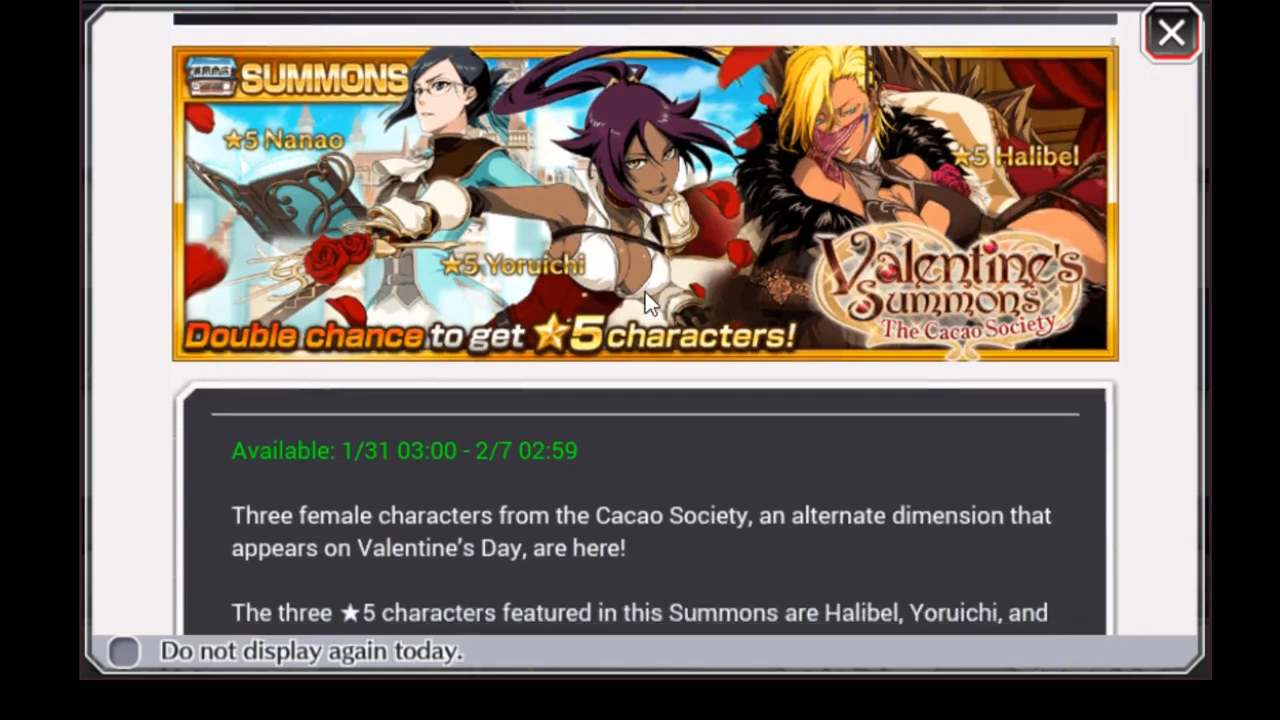 SUMMONS
★5 Nanao
★5 Halibel
★5 Yoruichi
Valentine's
Summons
The Cacao Society
Double chance to get ★5 characters!
Available: 1/31 03:00 - 2/7 02:59
Three female characters from the Cacao Society, an alternate dimension that
appears on Valentine’s Day, are here!
The three ★5 characters featured in this Summons are Halibel, Yoruichi, and
Do not display again today.